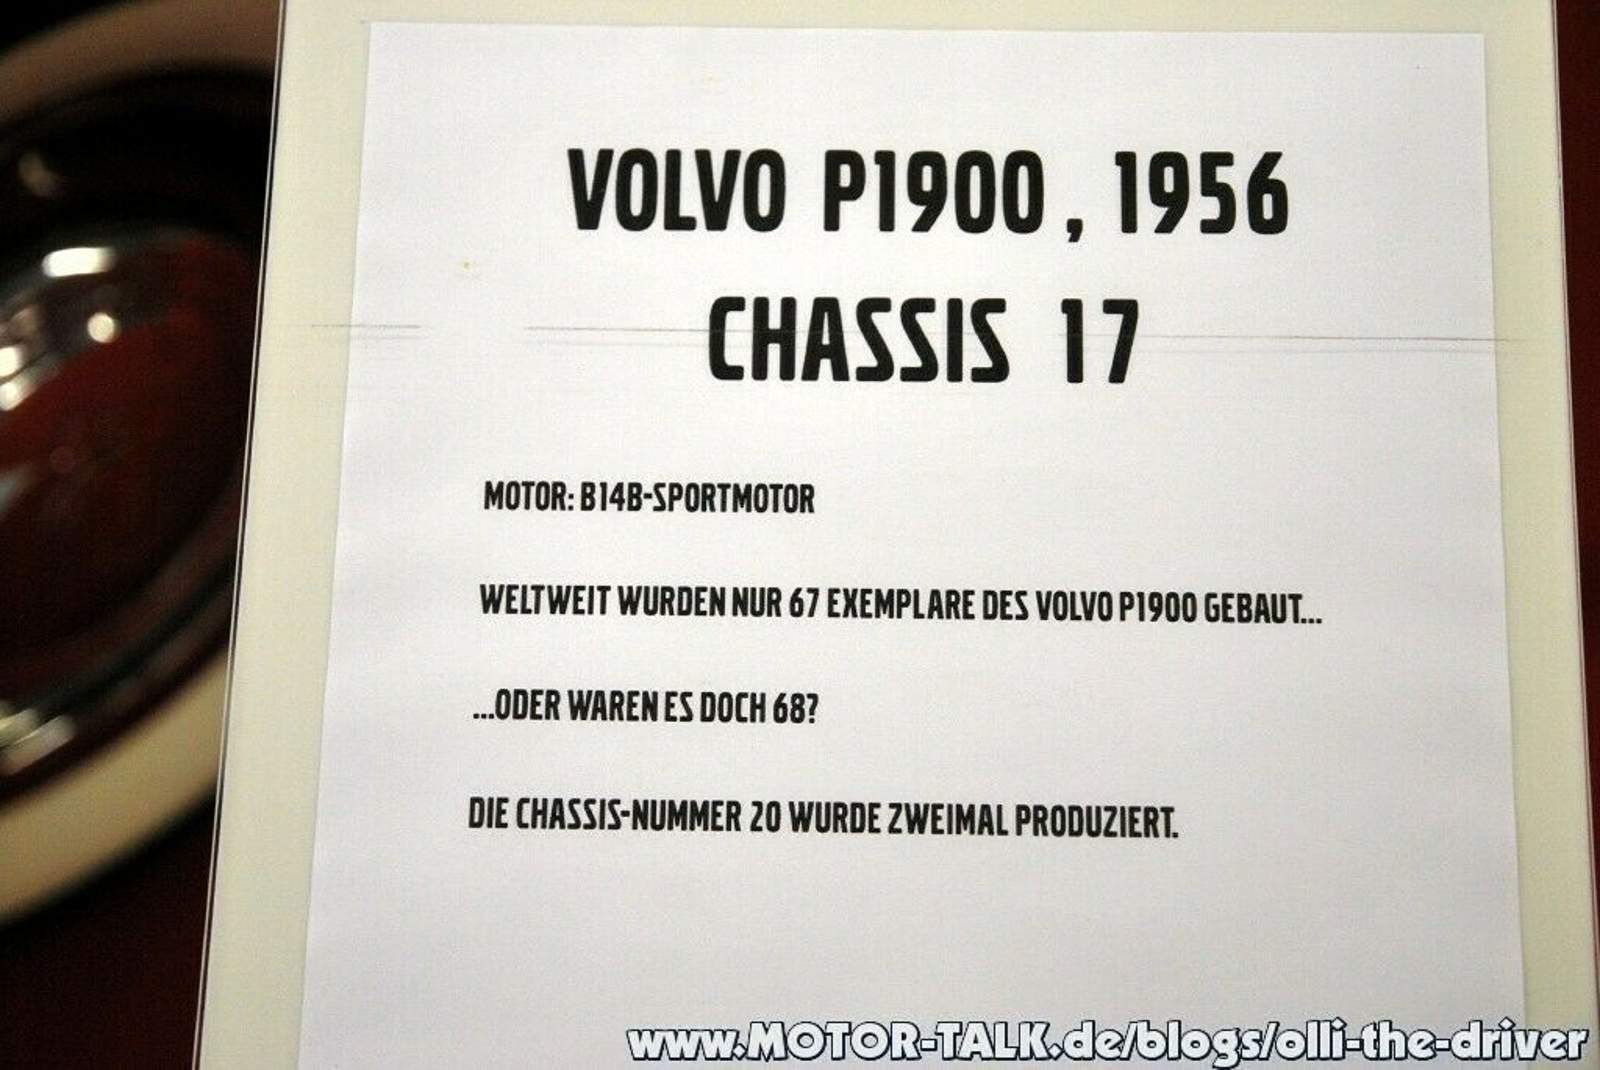 VOLVO P1900, 1956
CHASSIS 17
MOTOR: B14B-SPORTMOTOR
WELTWEIT WURDEN NUR 67 EXEMPLARE DES VOLVO P1900 GEBAUT...
...ODER WAREN ES DOCH 68?
DIE CHASSIS-NUMMER 20 WURDE ZWEIMAL PRODUZIERT.
www.MOTOR-TALK.de/blogs/olli-the-driver